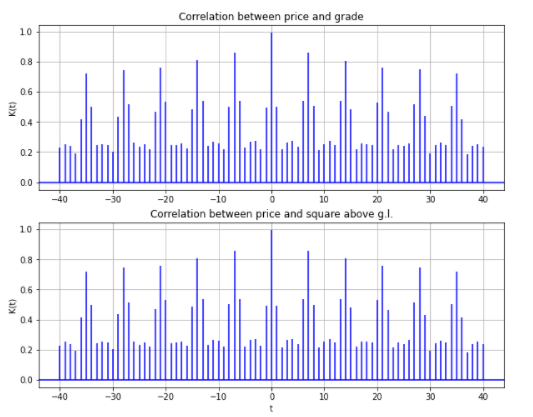 Correlation between price and grade
1.0
0.8
0.6
0.4
0.2
0.0
K(t)
−40 −30 −20 −10 0 10 20 30 40
Correlation between price and square above g.l.
1.0
0.8
0.6
0.4
0.2
0.0
K(t)
−40 −30 −20 −10 0 10 20 30 40
t